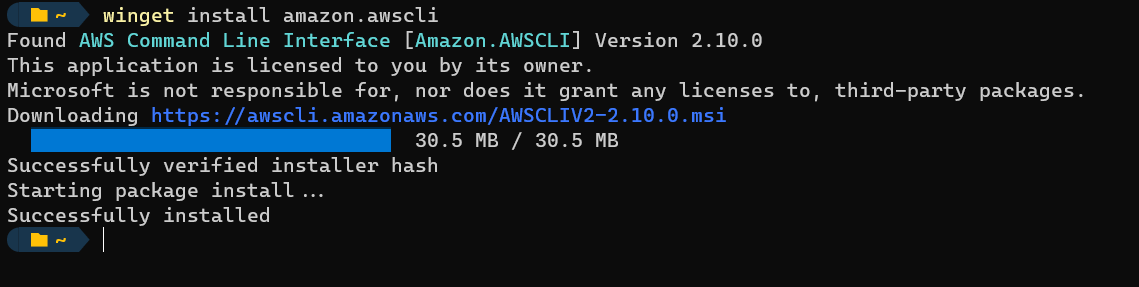 ~ winget install amazon.awscli
Found AWS Command Line Interface [Amazon.AWSCLI] Version 2.10.0
This application is licensed to you by its owner.
Microsoft is not responsible for, nor does it grant any licenses to, third-party packages.
Downloading https://awscli.amazonaws.com/AWSCLIV2-2.10.0.msi
30.5 MB / 30.5 MB
Successfully verified installer hash
Starting package install...
Successfully installed
~